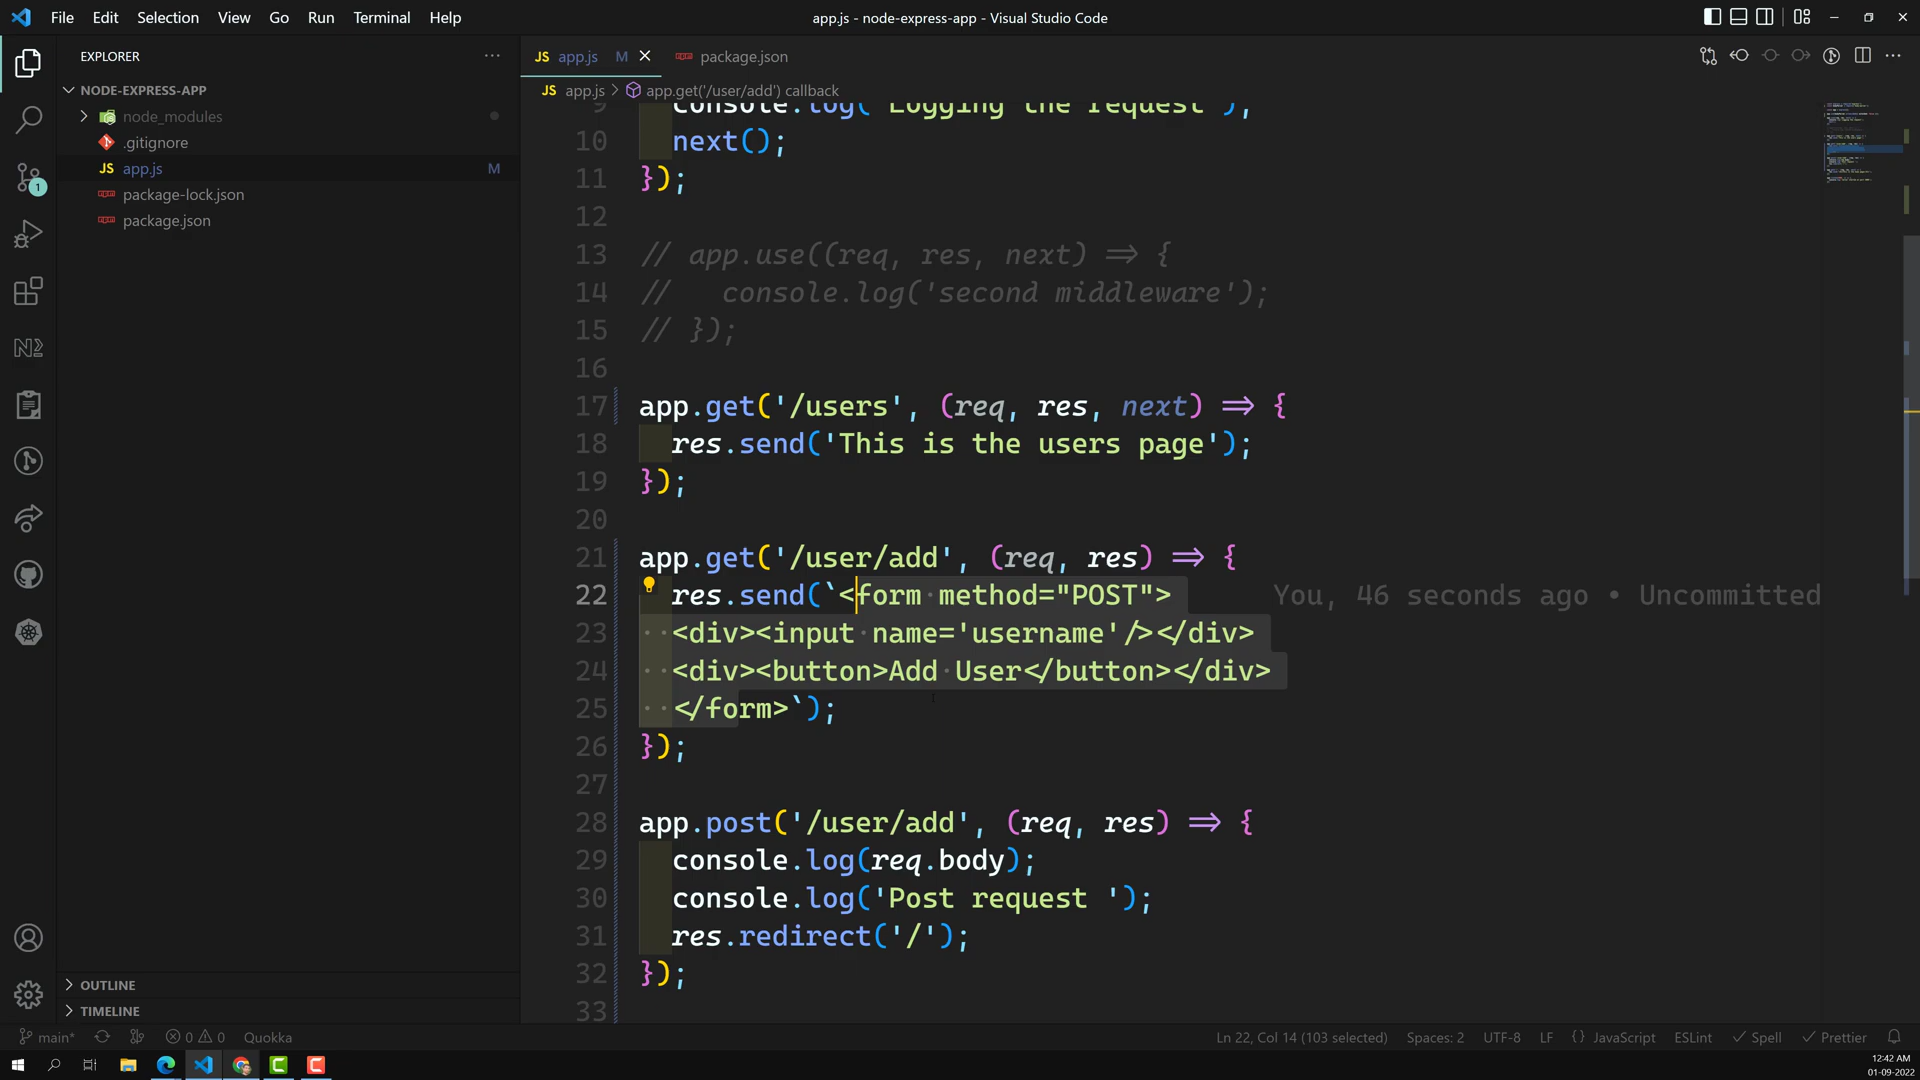 File Edit Selection View Go Run Terminal Help
app.js - node-express-app - Visual Studio Code
EXPLORER
NODE-EXPRESS-APP
node_modules
.gitignore
JS app.js M
package-lock.json
package.json
1
JS app.js M
package.json
JS app.js > app.get('/user/add') callback
9 console.log('Logging the request');
10 next();
11 });
12
13 // app.use((req, res, next) => {
14 // console.log('second middleware');
15 // });
16
17 app.get('/users', (req, res, next) => {
18 res.send('This is the users page');
19 });
20
21 app.get('/user/add', (req, res) => {
22 res.send(`<form method="POST"> You, 46 seconds ago • Uncommitted
23 <div><input name='username'/></div>
24 <div><button>Add User</button></div>
25 </form>`);
26 });
27
28 app.post('/user/add', (req, res) => {
29 console.log(req.body);
30 console.log('Post request ');
31 res.redirect('/');
32 });
33
OUTLINE
TIMELINE
main* 0 0 Quokka
Ln 22, Col 14 (103 selected) Spaces: 2 UTF-8 LF {} JavaScript ESLint Spell Prettier
12:42 AM
01-09-2022